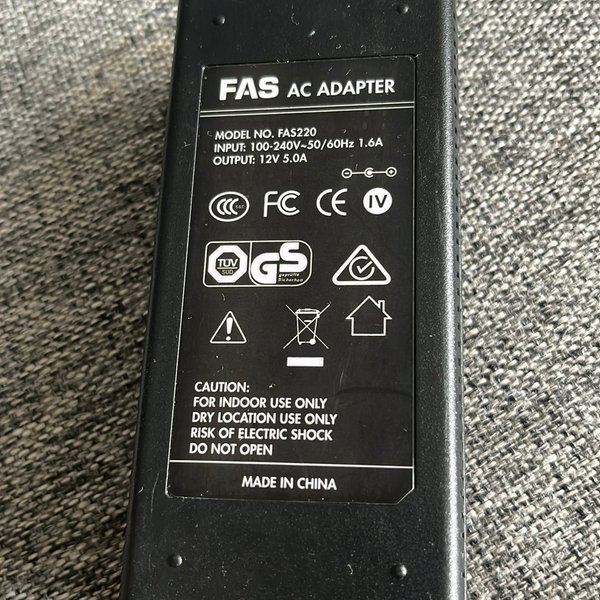 FAS AC ADAPTER
MODEL NO. FAS220
INPUT: 100-240V~50/60Hz 1.6A
OUTPUT: 12V 5.0A
CCC S&E FC CE IV
TÜV SÜD GS geprüfte Sicherheit
CAUTION:
FOR INDOOR USE ONLY
DRY LOCATION USE ONLY
RISK OF ELECTRIC SHOCK
DO NOT OPEN
MADE IN CHINA